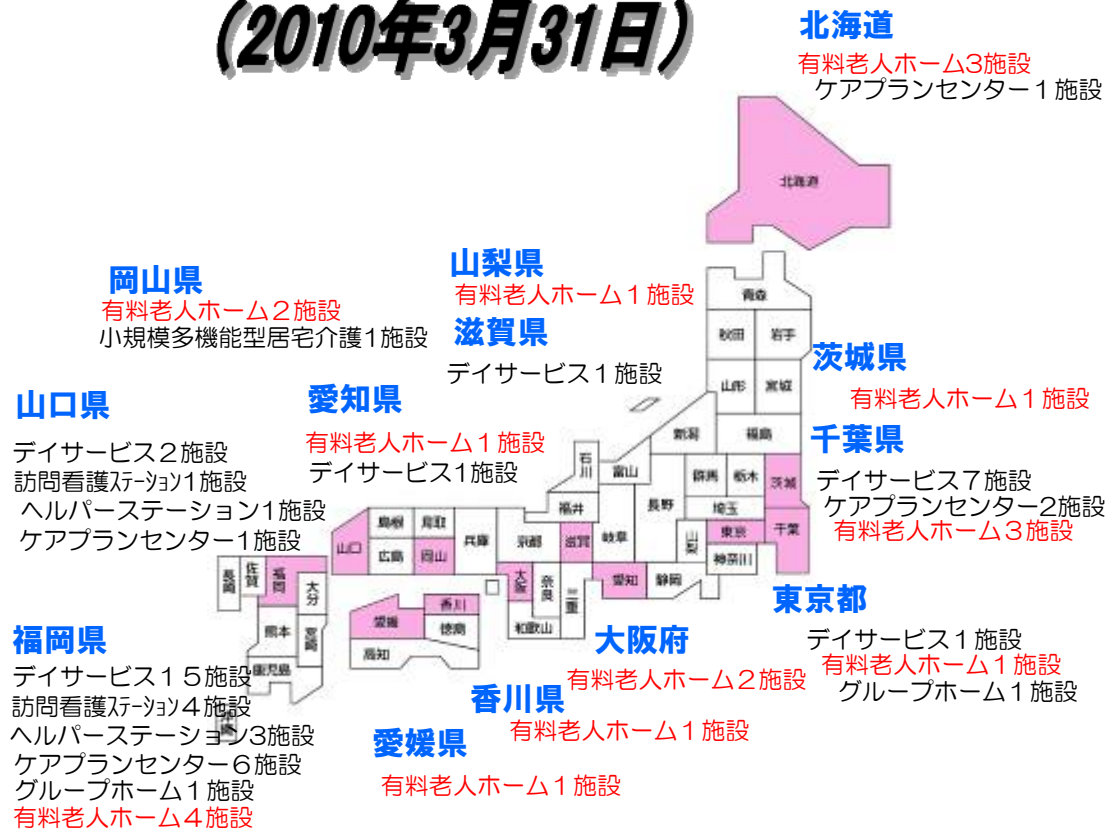 (2010年3月31日)
北海道
有料老人ホーム3施設
ケアプランセンター１施設
岡山県
有料老人ホーム２施設
小規模多機能型居宅介護1施設
山梨県
有料老人ホーム１施設
滋賀県
デイサービス１施設
茨城県
有料老人ホーム１施設
山口県
デイサービス２施設
訪問看護ｽﾃｰｼｮﾝ1施設
ヘルパーステーション１施設
ケアプランセンター１施設
愛知県
有料老人ホーム１施設
デイサービス1施設
千葉県
デイサービス７施設
ケアプランセンター2施設
有料老人ホーム３施設
東京都
デイサービス１施設
有料老人ホーム１施設
グループホーム１施設
大阪府
有料老人ホーム２施設
香川県
有料老人ホーム１施設
愛媛県
有料老人ホーム１施設
福岡県
デイサービス１５施設
訪問看護ｽﾃｰｼｮﾝ４施設
ヘルパーステーション3施設
ケアプランセンター６施設
グループホーム１施設
有料老人ホーム４施設
北海道
青森
秋田
岩手
山形
宮城
新潟
福島
石川
富山
群馬
栃木
茨城
福井
長野
埼玉
島根
鳥取
兵庫
京都
滋賀
岐阜
山梨
東京
千葉
山口
広島
岡山
神奈川
大阪
奈良
三重
愛知
静岡
和歌山
長崎
佐賀
福岡
大分
香川
愛媛
徳島
高知
熊本
宮崎
鹿児島
沖縄